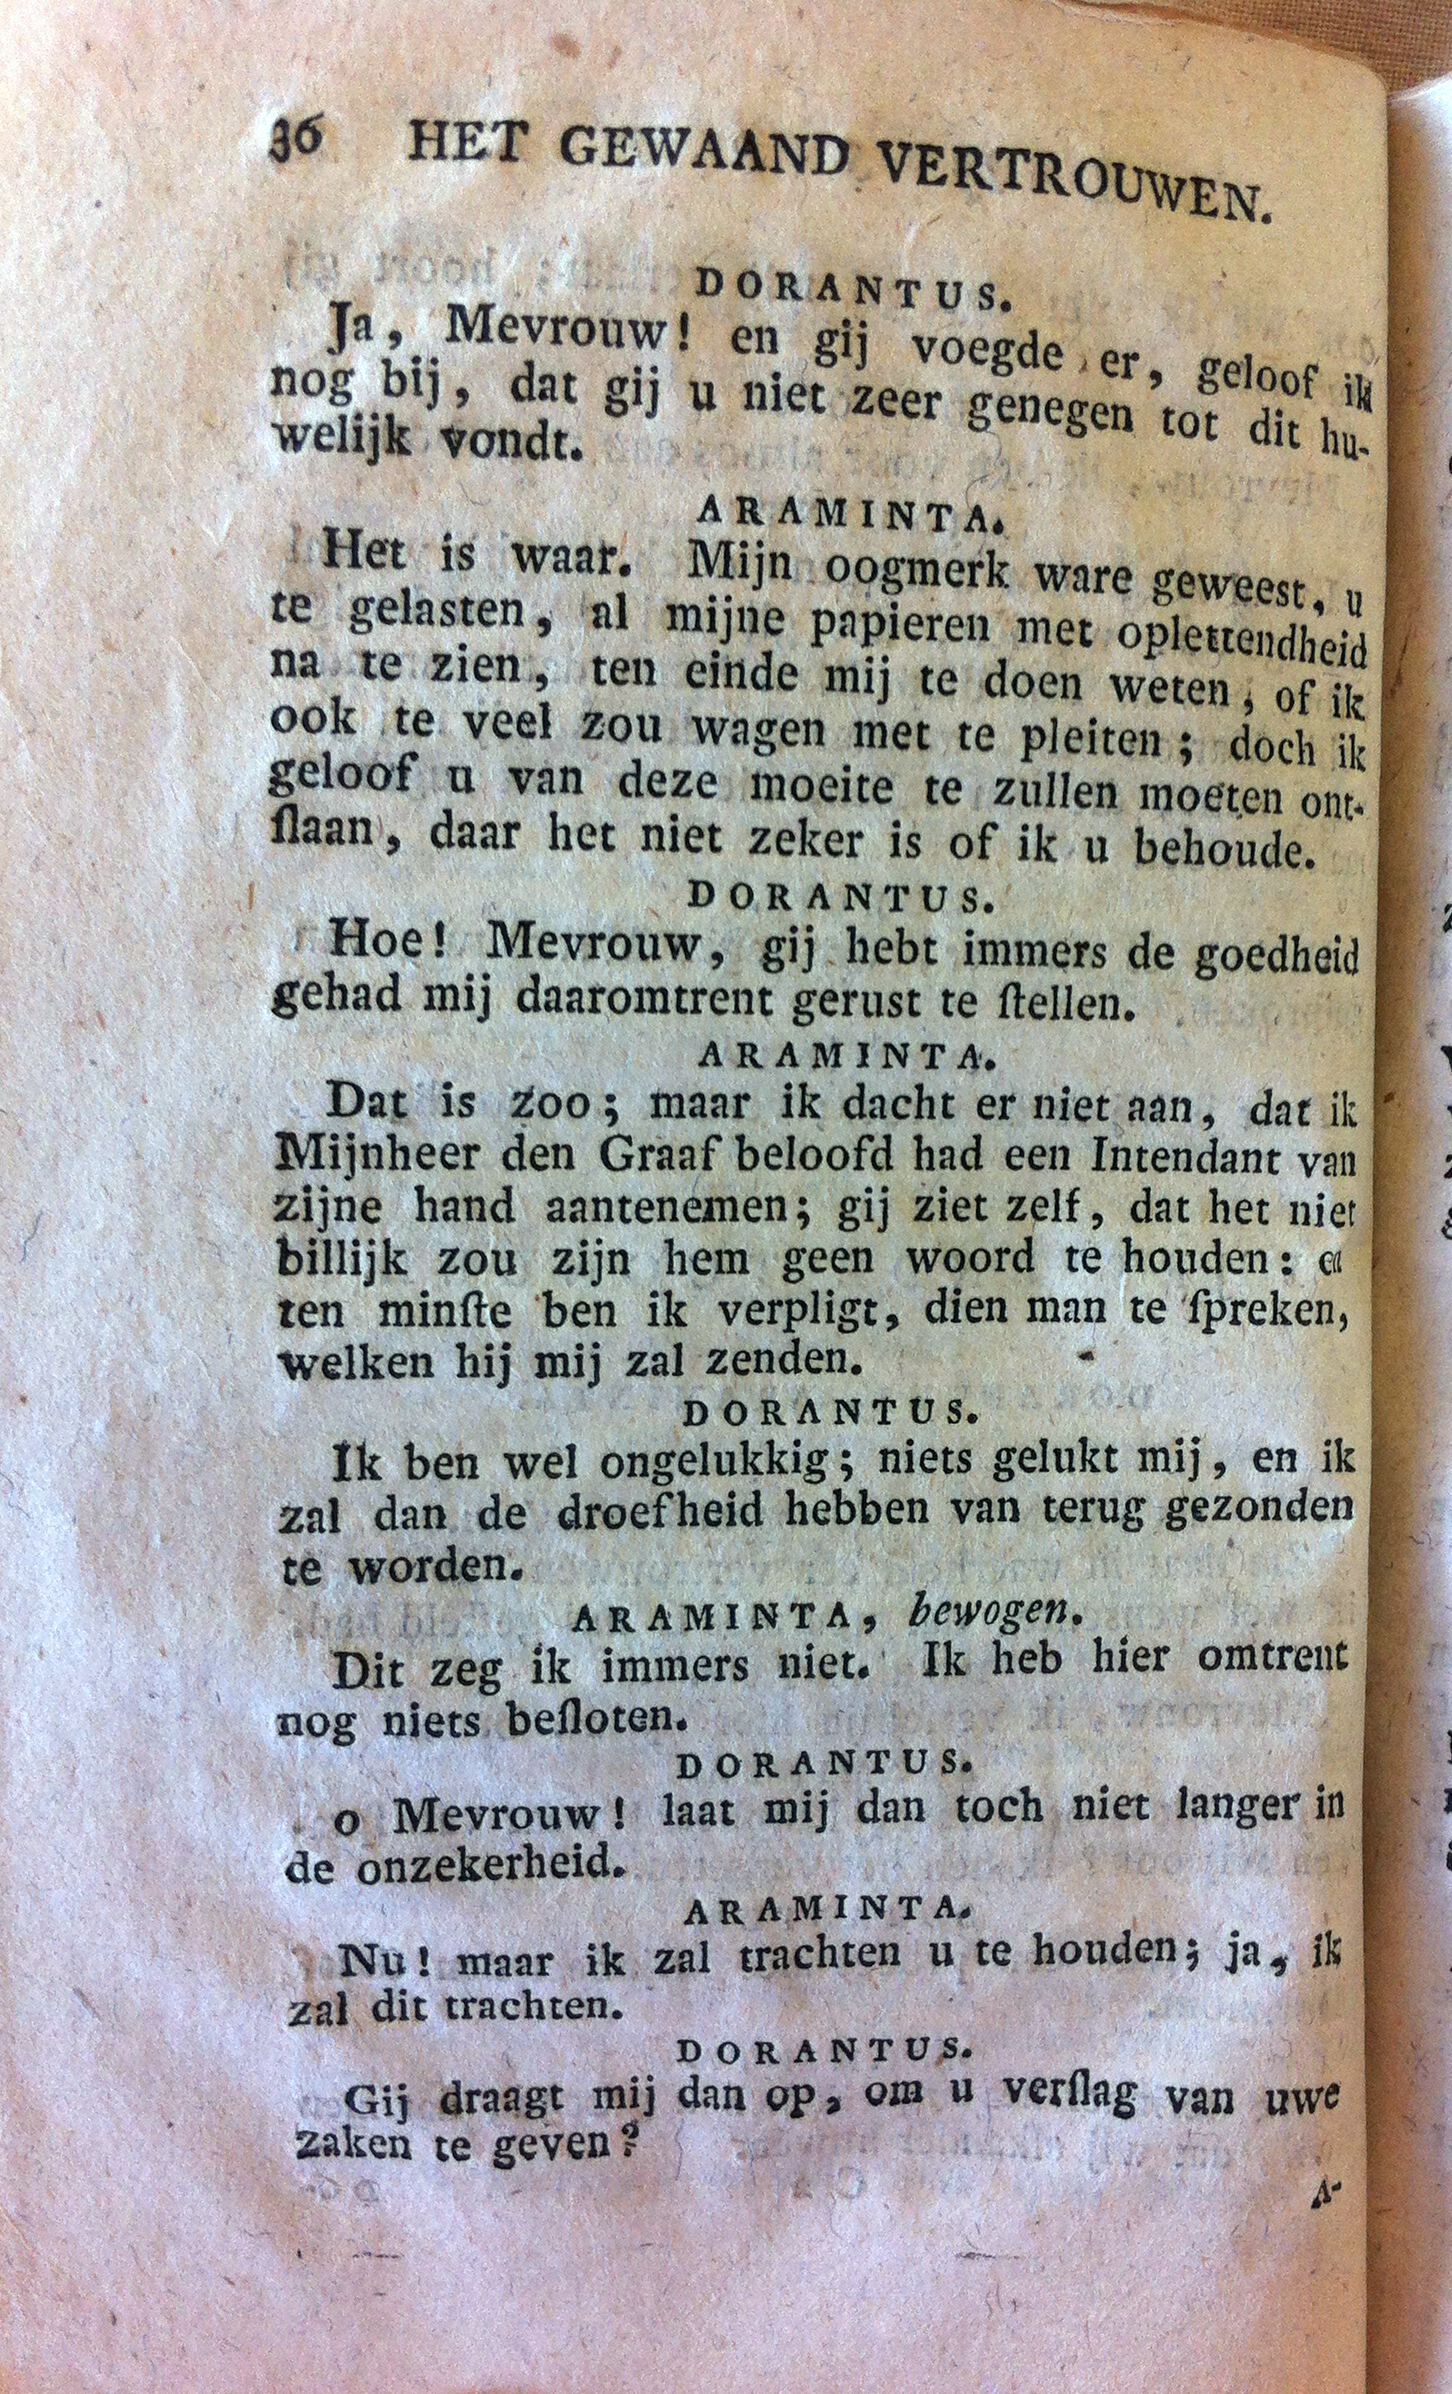 36 HET GEWAAND VERTROUWEN.
DORANTUS.
Ja, Mevrouw! en gij voegde er, geloof ik
nog bij, dat gij u niet zeer genegen tot dit hu-
welijk vondt.
ARAMINTA.
Het is waar. Mijn oogmerk ware geweest, u
te gelasten, al mijne papieren met oplettendheid
na te zien, ten einde mij te doen weten, of ik
ook te veel zou wagen met te pleiten; doch ik
geloof u van deze moeite te zullen moeten ont-
ſlaan, daar het niet zeker is of ik u behoude.
DORANTUS.
Hoe! Mevrouw, gij hebt immers de goedheid
gehad mij daaromtrent gerust te ſtellen.
ARAMINTA.
Dat is zoo; maar ik dacht er niet aan, dat ik
Mijnheer den Graaf beloofd had een Intendant van
zijne hand aantenemen; gij ziet zelf, dat het niet
billijk zou zijn hem geen woord te houden: en
ten minſte ben ik verpligt, dien man te ſpreken,
welken hij mij zal zenden.
DORANTUS.
Ik ben wel ongelukkig; niets gelukt mij, en ik
zal dan de droefheid hebben van terug gezonden
te worden.
ARAMINTA, bewogen.
Dit zeg ik immers niet. Ik heb hier omtrent
nog niets beſloten.
DORANTUS.
o Mevrouw! laat mij dan toch niet langer in
de onzekerheid.
ARAMINTA.
Nu! maar ik zal trachten u te houden; ja, ik
zal dit trachten.
DORANTUS.
Gij draagt mij dan op, om u verſlag van uwe
zaken te geven?
A-